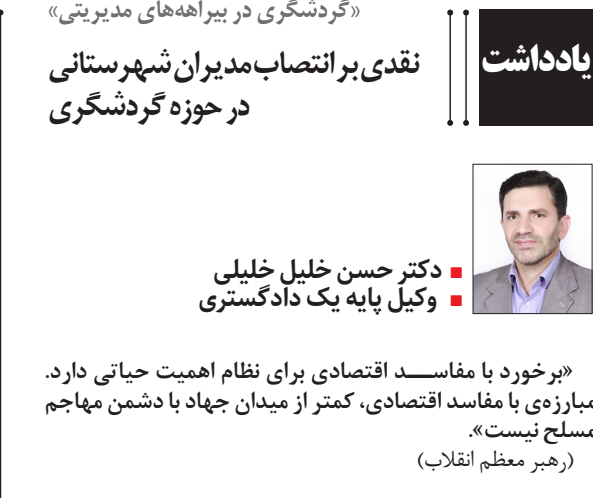 یادداشت
«گردشگری در بیراهه‌های مدیریتی»
نقدی بر انتصاب مدیران شهرستانی
در حوزه گردشگری
دکتر حسن خلیل خلیلی
وکیل پایه یک دادگستری
«برخورد با مفاسد اقتصادی برای نظام اهمیت حیاتی دارد.
مبارزه‌ی با مفاسد اقتصادی، کمتر از میدان جهاد با دشمن مهاجم
مسلح نیست».
(رهبر معظم انقلاب)